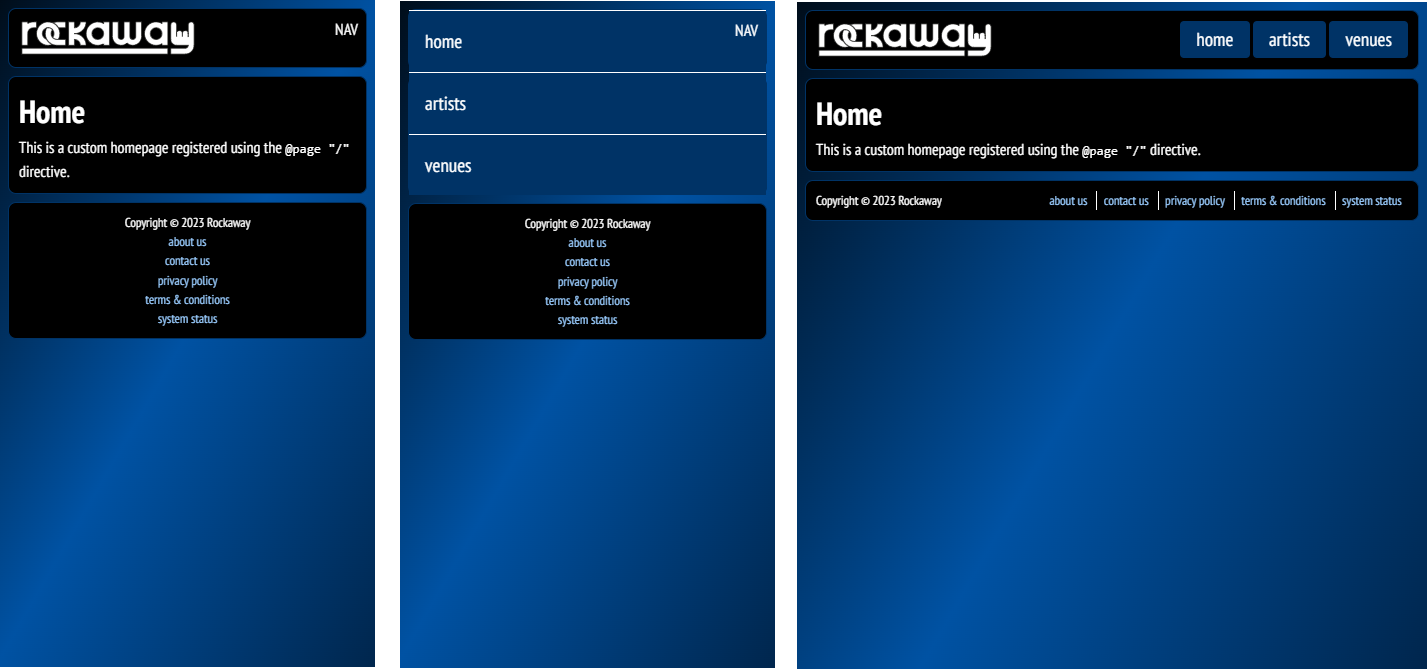 rockaway
NAV
Home
This is a custom homepage registered using the @page "/"
directive.
Copyright © 2023 Rockaway
about us
contact us
privacy policy
terms & conditions
system status
home
NAV
artists
venues
Copyright © 2023 Rockaway
about us
contact us
privacy policy
terms & conditions
system status
rockaway
home artists venues
Home
This is a custom homepage registered using the @page "/" directive.
Copyright © 2023 Rockaway
about us contact us privacy policy terms & conditions system status